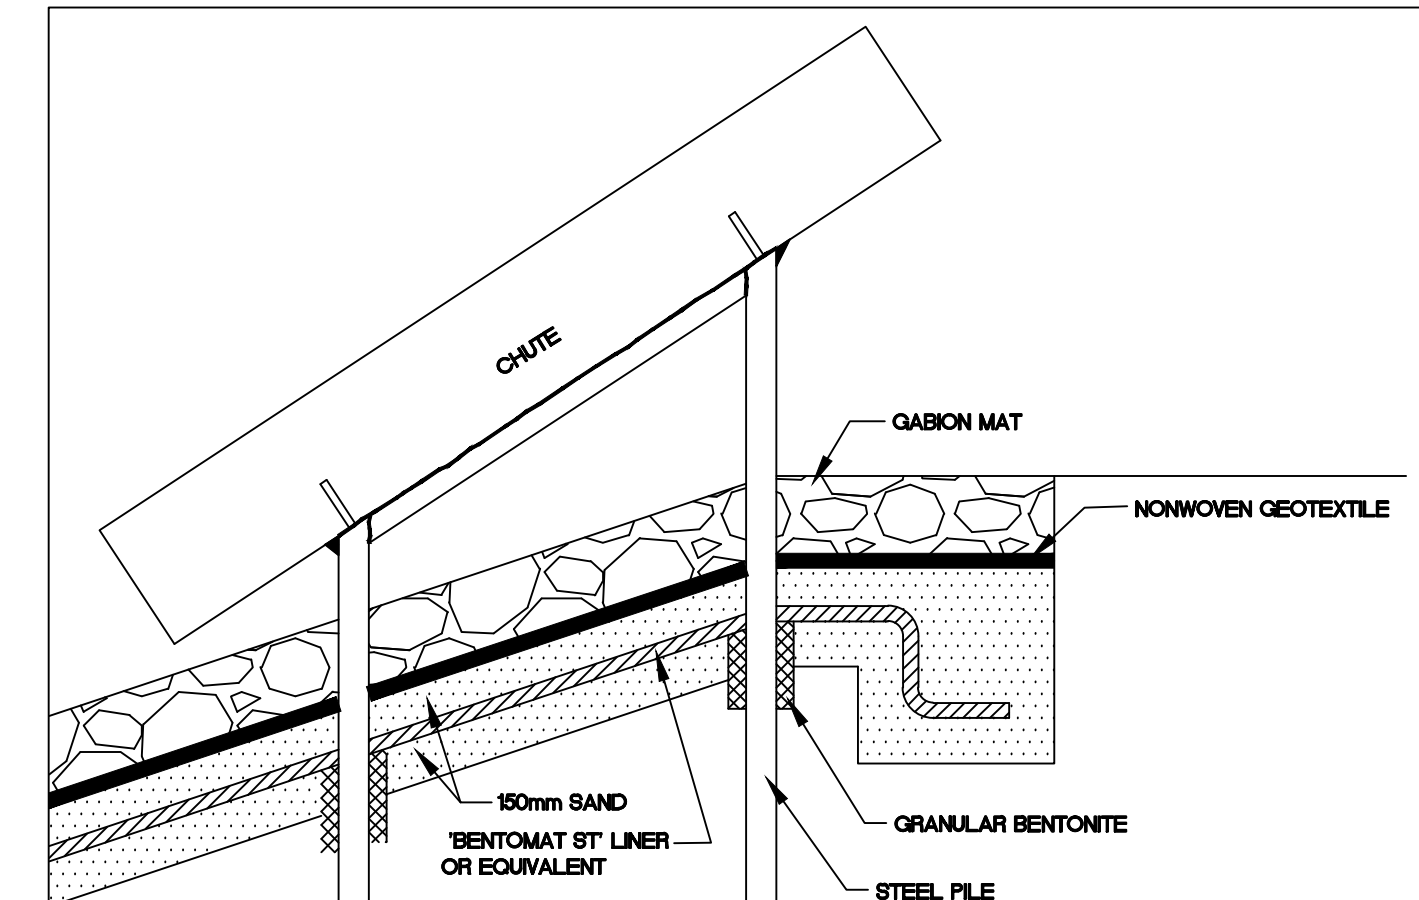 CHUTE
GABION MAT
NONWOVEN GEOTEXTILE
150mm SAND
'BENTOMAT ST' LINER
OR EQUIVALENT
GRANULAR BENTONITE
STEEL PILE